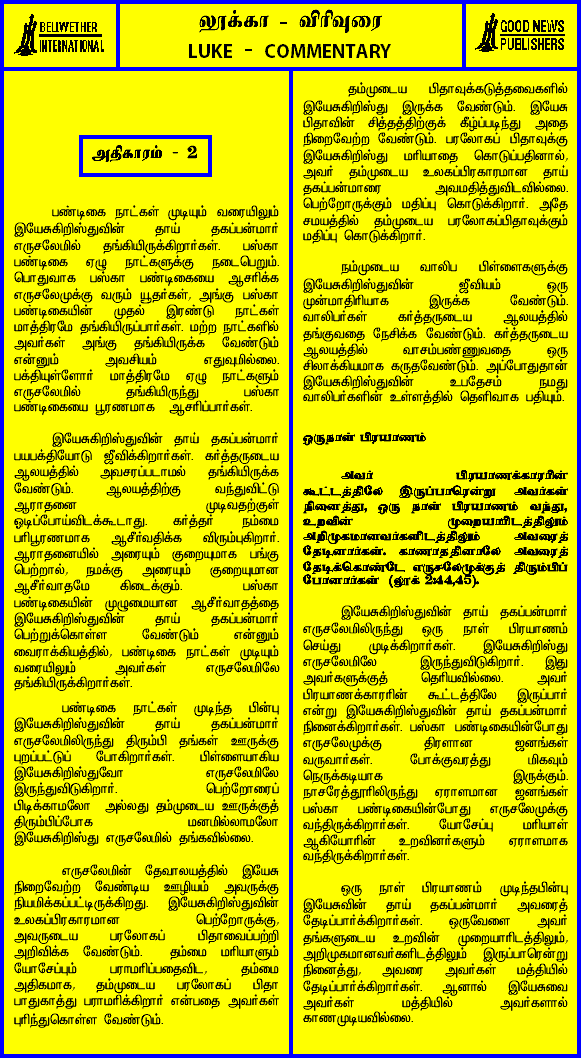 BELLWETHER
INTERNATIONAL
லூக்கா - விரிவுரை
LUKE - COMMENTARY
GOOD NEWS
PUBLISHERS
அதிகாரம் - 2
பண்டிகை நாட்கள் முடியும் வரையிலும்
இயேசுகிறிஸ்துவின் தாய் தகப்பன்மார்
எருசலேமில் தங்கியிருக்கிறார்கள். பஸ்கா
பண்டிகை ஏழு நாட்களுக்கு நடைபெறும்.
பொதுவாக பஸ்கா பண்டிகையை ஆசரிக்க
எருசலேமுக்கு வரும் யூதர்கள், அங்கு பஸ்கா
பண்டிகையின் முதல் இரண்டு நாட்கள்
மாத்திரமே தங்கியிருப்பார்கள். மற்ற நாட்களில்
அவர்கள் அங்கு தங்கியிருக்க வேண்டும்
என்னும் அவசியம் எதுவுமில்லை.
பக்தியுள்ளோர் மாத்திரமே ஏழு நாட்களும்
எருசலேமில் தங்கியிருந்து பஸ்கா
பண்டிகையை பூரணமாக ஆசரிப்பார்கள்.
இயேசுகிறிஸ்துவின் தாய் தகப்பன்மார்
பயபக்தியோடு ஜீவிக்கிறார்கள். கர்த்தருடைய
ஆலயத்தில் அவசரப்படாமல் தங்கியிருக்க
வேண்டும். ஆலயத்திற்கு வந்துவிட்டு
ஆராதனை முடிவதற்குள்
ஓடிப்போய்விடக்கூடாது. கர்த்தர் நம்மை
பரிபூரணமாக ஆசீர்வதிக்க விரும்புகிறார்.
ஆராதனையில் அரையும் குறையுமாக பங்கு
பெற்றால், நமக்கு அரையும் குறையுமான
ஆசீர்வாதமே கிடைக்கும். பஸ்கா
பண்டிகையின் முழுமையான ஆசீர்வாதத்தை
இயேசுகிறிஸ்துவின் தாய் தகப்பன்மார்
பெற்றுக்கொள்ள வேண்டும் என்னும்
வைராக்கியத்தில், பண்டிகை நாட்கள் முடியும்
வரையிலும் அவர்கள் எருசலேமிலே
தங்கியிருக்கிறார்கள்.
பண்டிகை நாட்கள் முடிந்த பின்பு
இயேசுகிறிஸ்துவின் தாய் தகப்பன்மார்
எருசலேமிலிருந்து திரும்பி தங்கள் ஊருக்கு
புறப்பட்டுப் போகிறார்கள். பிள்ளையாகிய
இயேசுகிறிஸ்துவோ எருசலேமிலே
இருந்துவிடுகிறார். பெற்றோரைப்
பிடிக்காமலோ அல்லது தம்முடைய ஊருக்குத்
திரும்பிப்போக மனமில்லாமலோ
இயேசுகிறிஸ்து எருசலேமில் தங்கவில்லை.
எருசலேமின் தேவாலயத்தில் இயேசு
நிறைவேற்ற வேண்டிய ஊழியம் அவருக்கு
நியமிக்கப்பட்டிருக்கிறது. இயேசுகிறிஸ்துவின்
உலகப்பிரகாரமான பெற்றோருக்கு,
அவருடைய பரலோகப் பிதாவைப்பற்றி
அறிவிக்க வேண்டும். தம்மை மரியாளும்
யோசேப்பும் பராமரிப்பதைவிட, தம்மை
அதிகமாக, தம்முடைய பரலோகப் பிதா
பாதுகாத்து பராமரிக்கிறார் என்பதை அவர்கள்
புரிந்துகொள்ள வேண்டும்.
தம்முடைய பிதாவுக்கடுத்தவைகளில்
இயேசுகிறிஸ்து இருக்க வேண்டும். இயேசு
பிதாவின் சித்தத்திற்குக் கீழ்ப்படிந்து அதை
நிறைவேற்ற வேண்டும். பரலோகப் பிதாவுக்கு
இயேசுகிறிஸ்து மரியாதை கொடுப்பதினால்,
அவர் தம்முடைய உலகப்பிரகாரமான தாய்
தகப்பன்மாரை அவமதித்துவிடவில்லை.
பெற்றோருக்கும் மதிப்பு கொடுக்கிறார். அதே
சமயத்தில் தம்முடைய பரலோகப்பிதாவுக்கும்
மதிப்பு கொடுக்கிறார்.
நம்முடைய வாலிப பிள்ளைகளுக்கு
இயேசுகிறிஸ்துவின் ஜீவியம் ஒரு
முன்மாதிரியாக இருக்க வேண்டும்.
வாலிபர்கள் கர்த்தருடைய ஆலயத்தில்
தங்குவதை நேசிக்க வேண்டும். கர்த்தருடைய
ஆலயத்தில் வாசம்பண்ணுவதை ஒரு
சிலாக்கியமாக கருதவேண்டும். அப்போதுதான்
இயேசுகிறிஸ்துவின் உபதேசம் நமது
வாலிபர்களின் உள்ளத்தில் தெளிவாக பதியும்.
ஒருநாள் பிரயாணம்
அவர் பிரயாணக்காரரின்
கூட்டத்திலே இருப்பாரென்று அவர்கள்
நினைத்து, ஒரு நாள் பிரயாணம் வந்து,
உறவின் முறையாரிடத்திலும்
அறிமுகமானவர்களிடத்திலும் அவரைத்
தேடினார்கள். காணாததினாலே அவரைத்
தேடிக்கொண்டே எருசலேமுக்குத் திரும்பிப்
போனார்கள் (லூக் 2:44,45).
இயேசுகிறிஸ்துவின் தாய் தகப்பன்மார்
எருசலேமிலிருந்து ஒரு நாள் பிரயாணம்
செய்து முடிக்கிறார்கள். இயேசுகிறிஸ்து
எருசலேமிலே இருந்துவிடுகிறார். இது
அவர்களுக்குத் தெரியவில்லை. அவர்
பிரயாணக்காரரின் கூட்டத்திலே இருப்பார்
என்று இயேசுகிறிஸ்துவின் தாய் தகப்பன்மார்
நினைக்கிறார்கள். பஸ்கா பண்டிகையின்போது
எருசலேமுக்கு திரளான ஜனங்கள்
வருவார்கள். போக்குவரத்து மிகவும்
நெருக்கடியாக இருக்கும்.
நாசரேத்தூரிலிருந்து ஏராளமான ஜனங்கள்
பஸ்கா பண்டிகையின்போது எருசலேமுக்கு
வந்திருக்கிறார்கள். யோசேப்பு மரியாள்
ஆகியோரின் உறவினர்களும் ஏராளமாக
வந்திருக்கிறார்கள்.
ஒரு நாள் பிரயாணம் முடிந்தபின்பு
இயேசுவின் தாய் தகப்பன்மார் அவரைத்
தேடிப்பார்க்கிறார்கள். ஒருவேளை அவர்
தங்களுடைய உறவின் முறையாரிடத்திலும்,
அறிமுகமானவர்களிடத்திலும் இருப்பாரென்று
நினைத்து, அவரை அவர்கள் மத்தியில்
தேடிப்பார்க்கிறார்கள். ஆனால் இயேசுவை
அவர்கள் மத்தியில் அவர்களால்
காணமுடியவில்லை.